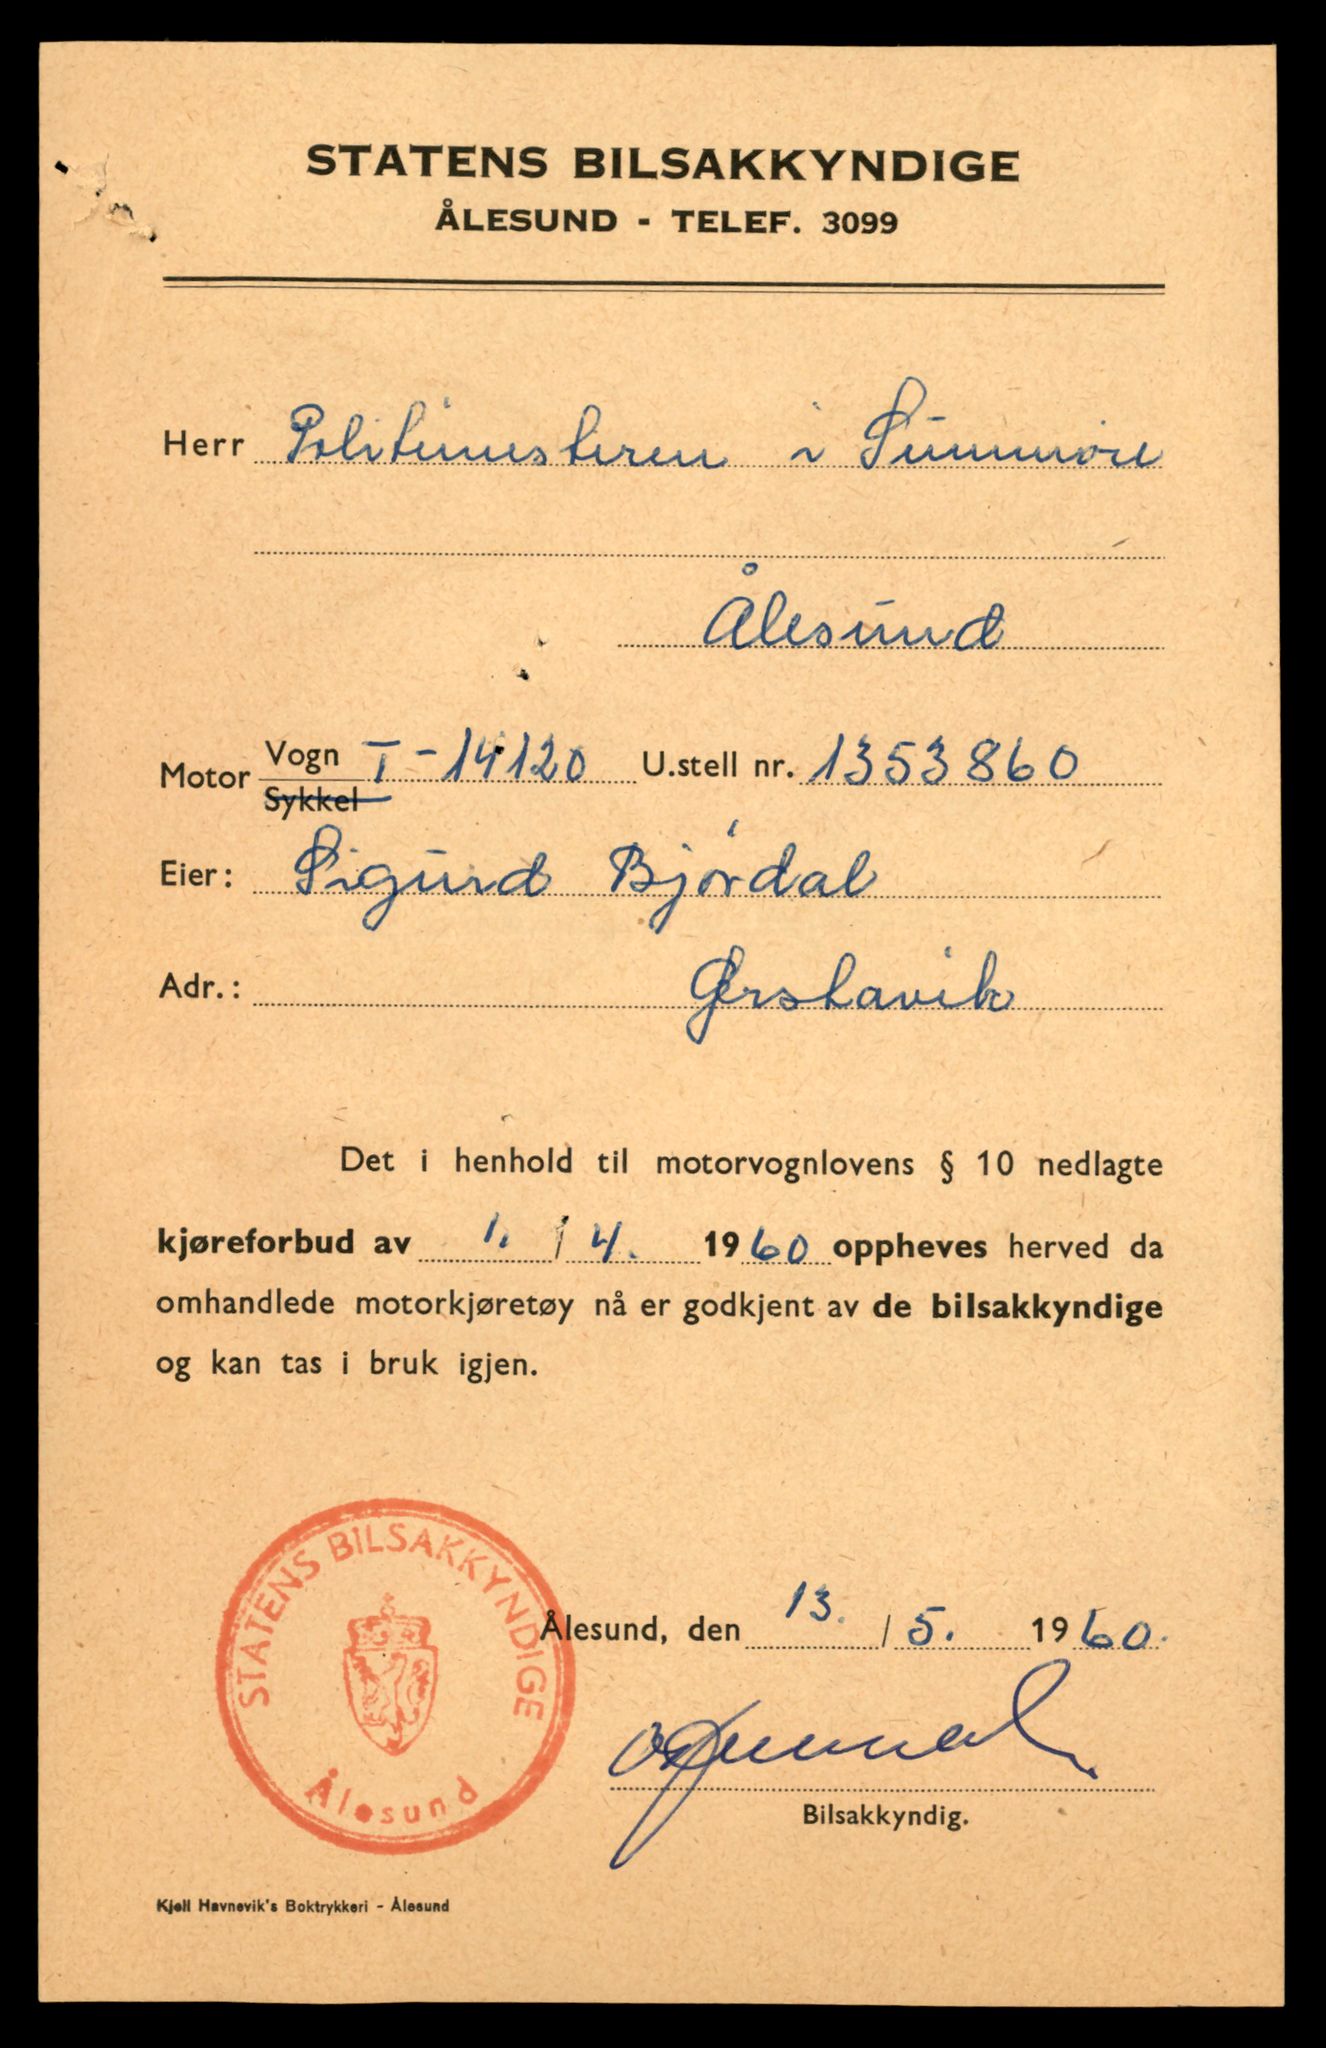 STATENS BILSAKKYNDIGE
ÅLESUND - TELEF. 3099
Herr Politimesteren i Sunnmøre
Ålesund
Motor Vogn T-14120 U.stell nr. 1353860
Sykkel
Eier: Sigurd Bjørdal
Adr.: Gjerstavik
Det i henhold til motorvognlovens § 10 nedlagte
kjøreforbud av 1. / 4. 1960 oppheves herved da
omhandlede motorkjøretøy nå er godkjent av de bilsakkyndige
og kan tas i bruk igjen.
STATENS BILSAKKYNDIGE
Ålesund
Ålesund, den 13. / 5. 1960.
Bilsakkyndig.
Kjell Havnevik's Boktrykkeri - Ålesund